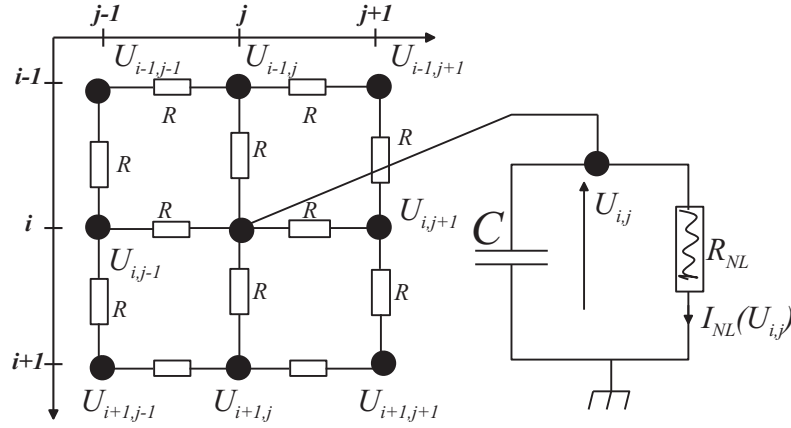 j-1 j j+1
i-1 U_{i-1,j-1} U_{i-1,j} U_{i-1,j+1}
R R
R R R
i R R U_{i,j+1}
U_{i,j-1}
R R R
i+1
U_{i+1,j-1} U_{i+1,j} U_{i+1,j+1}
U_{i,j}
C R_{NL}
I_{NL}(U_{i,j})